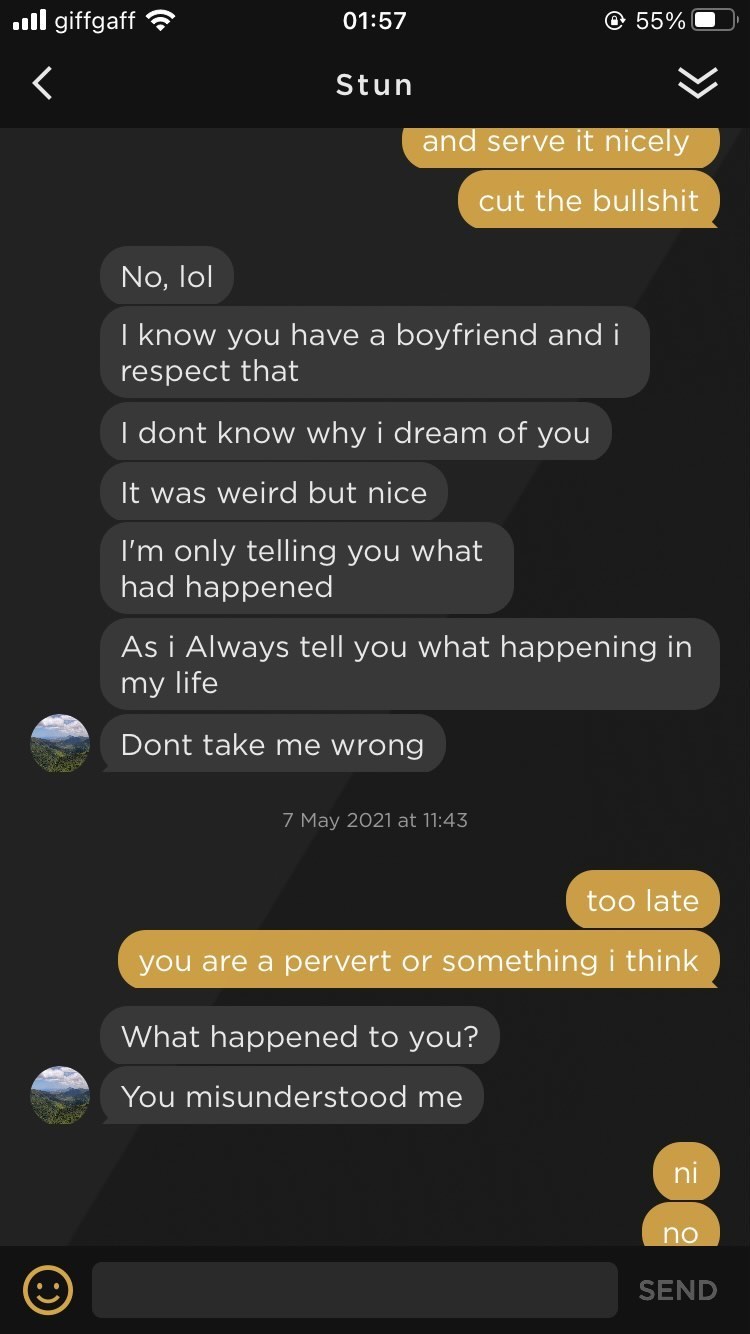 giffgaff 01:57 55%
Stun
and serve it nicely
cut the bullshit
No, lol
I know you have a boyfriend and i
respect that
I dont know why i dream of you
It was weird but nice
I'm only telling you what
had happened
As i Always tell you what happening in
my life
Dont take me wrong
7 May 2021 at 11:43
too late
you are a pervert or something i think
What happened to you?
You misunderstood me
ni
no
SEND